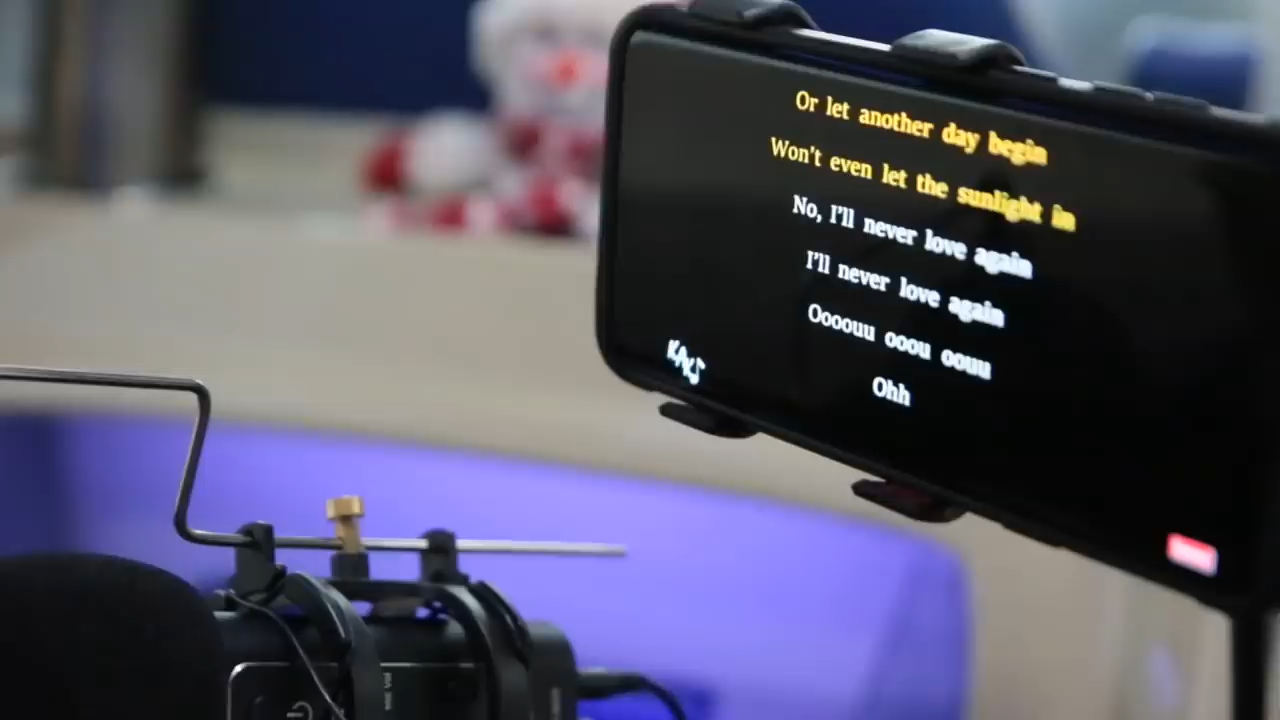 Or let another day begin
Won't even let the sunlight in
No, I'll never love again
I'll never love again
Oooouu ooou oouu
Ohh